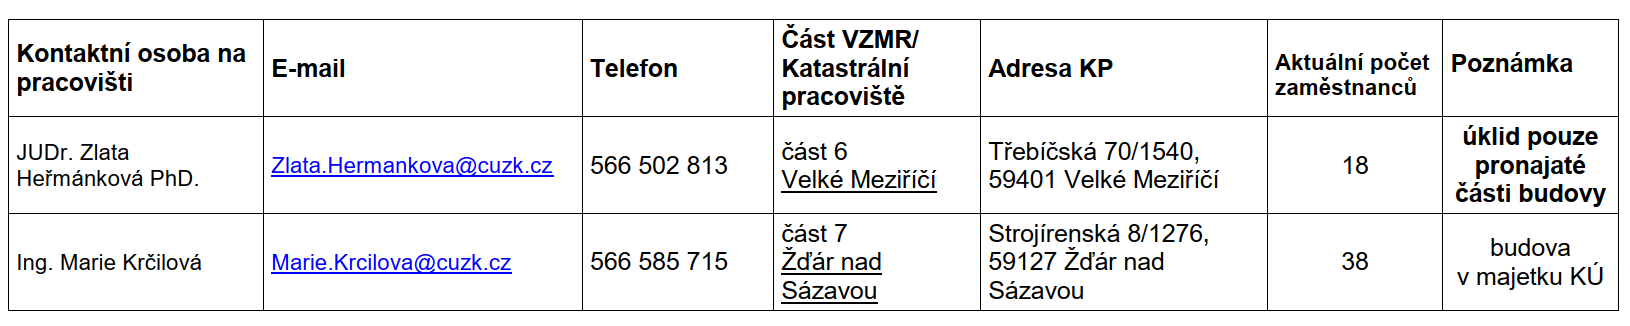 Kontaktní osoba na
pracovišti
E-mail
Telefon
Část VZMR/
Katastrální
pracoviště
Adresa KP
Aktuální počet
zaměstnanců
Poznámka
JUDr. Zlata
Heřmánková PhD.
Zlata.Hermankova@cuzk.cz
566 502 813
část 6
Velké Meziříčí
Třebíčská 70/1540,
59401 Velké Meziříčí
18
úklid pouze
pronajaté
části budovy
Ing. Marie Krčilová
Marie.Krcilova@cuzk.cz
566 585 715
část 7
Žďár nad
Sázavou
Strojírenská 8/1276,
59127 Žďár nad
Sázavou
38
budova
v majetku KÚ